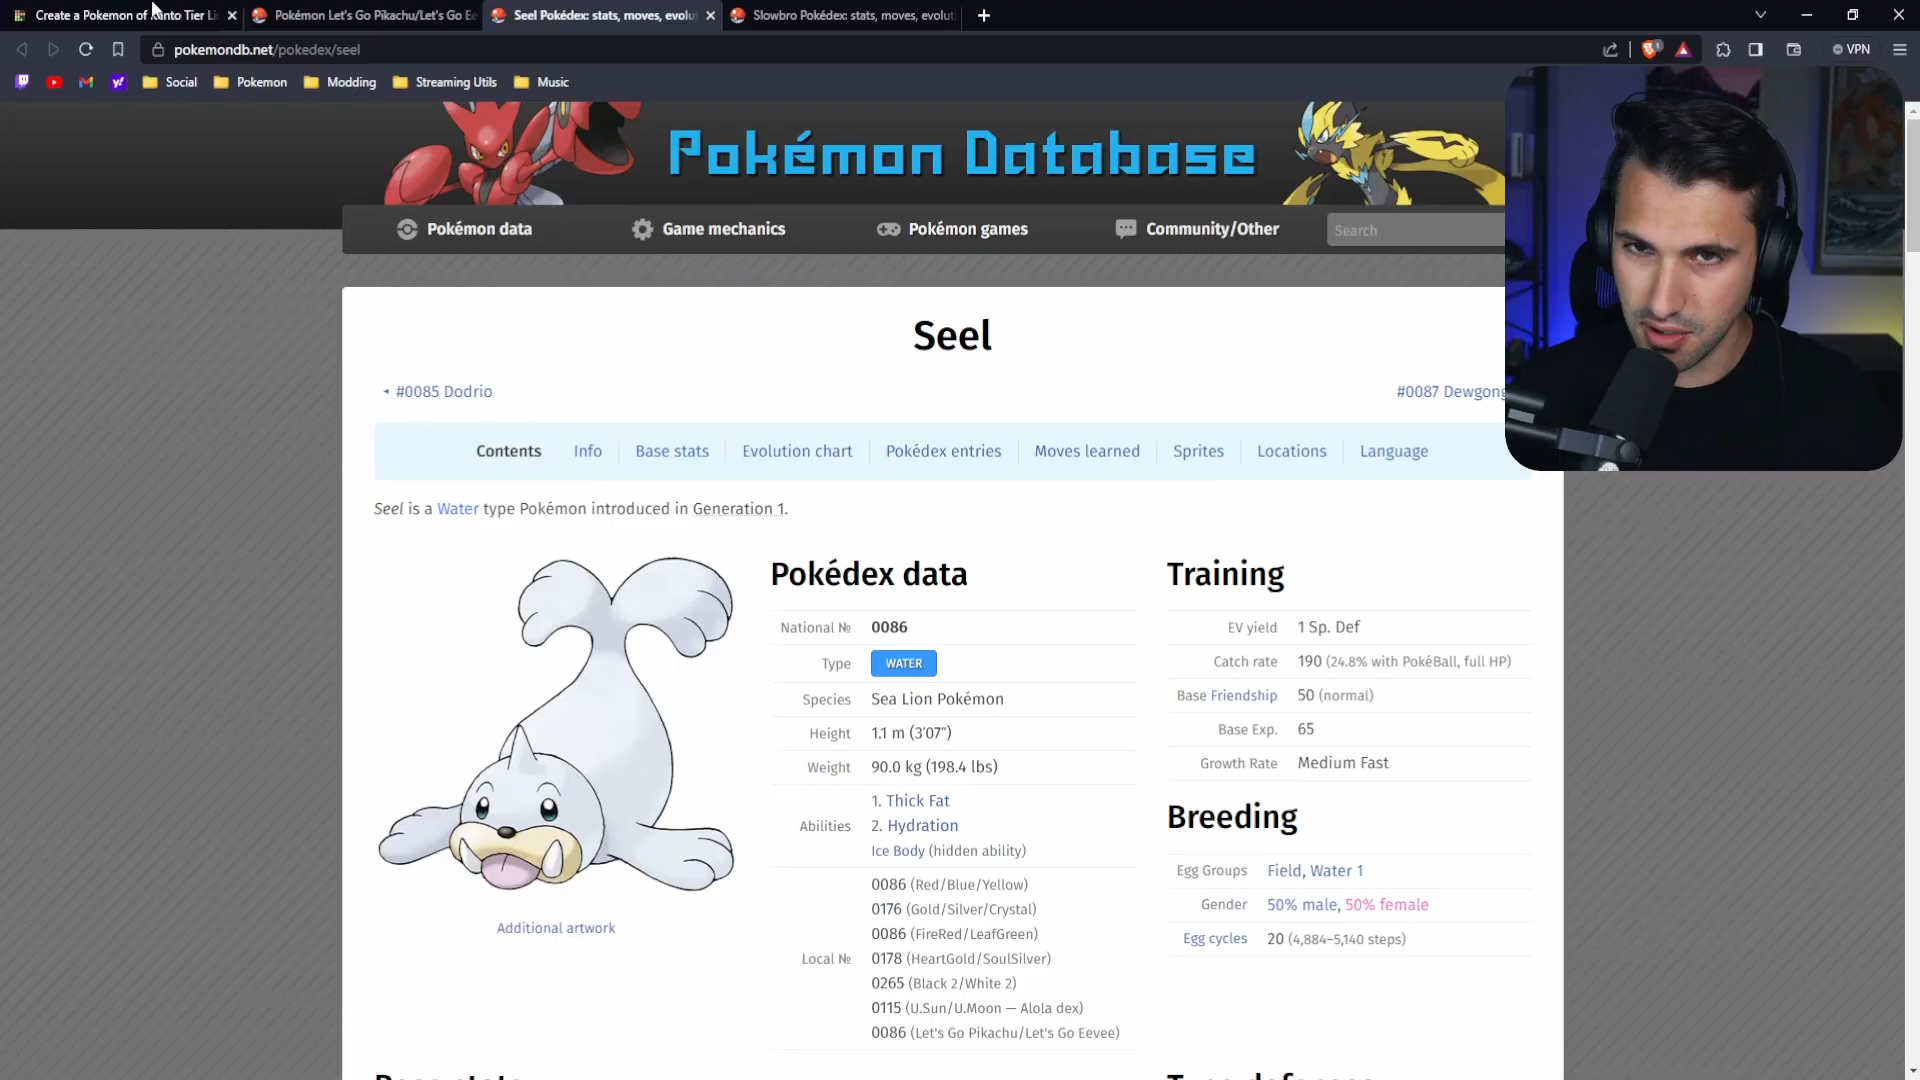 Create a Pokemon of Kanto Tier Li
Pokémon Let's Go Pikachu/Let's Go Ee
Seel Pokédex: stats, moves, evolu
Slowbro Pokédex: stats, moves, evolut
pokemondb.net/pokedex/seel
VPN
Social
Pokemon
Modding
Streaming Utils
Music
Pokémon Database
Pokémon data
Game mechanics
Pokémon games
Community/Other
Search
Seel
#0085 Dodrio
#0087 Dewgong
Contents Info Base stats Evolution chart Pokédex entries Moves learned Sprites Locations Language
Seel is a Water type Pokémon introduced in Generation 1.
Additional artwork
Pokédex data
National № 0086
Type WATER
Species Sea Lion Pokémon
Height 1.1 m (3′07″)
Weight 90.0 kg (198.4 lbs)
Abilities 1. Thick Fat
2. Hydration
Ice Body (hidden ability)
Local № 0086 (Red/Blue/Yellow)
0176 (Gold/Silver/Crystal)
0086 (FireRed/LeafGreen)
0178 (HeartGold/SoulSilver)
0265 (Black 2/White 2)
0115 (U.Sun/U.Moon — Alola dex)
0086 (Let's Go Pikachu/Let's Go Eevee)
Training
EV yield 1 Sp. Def
Catch rate 190 (24.8% with PokéBall, full HP)
Base Friendship 50 (normal)
Base Exp. 65
Growth Rate Medium Fast
Breeding
Egg Groups Field, Water 1
Gender 50% male, 50% female
Egg cycles 20 (4,884–5,140 steps)
Base stats
Type defenses